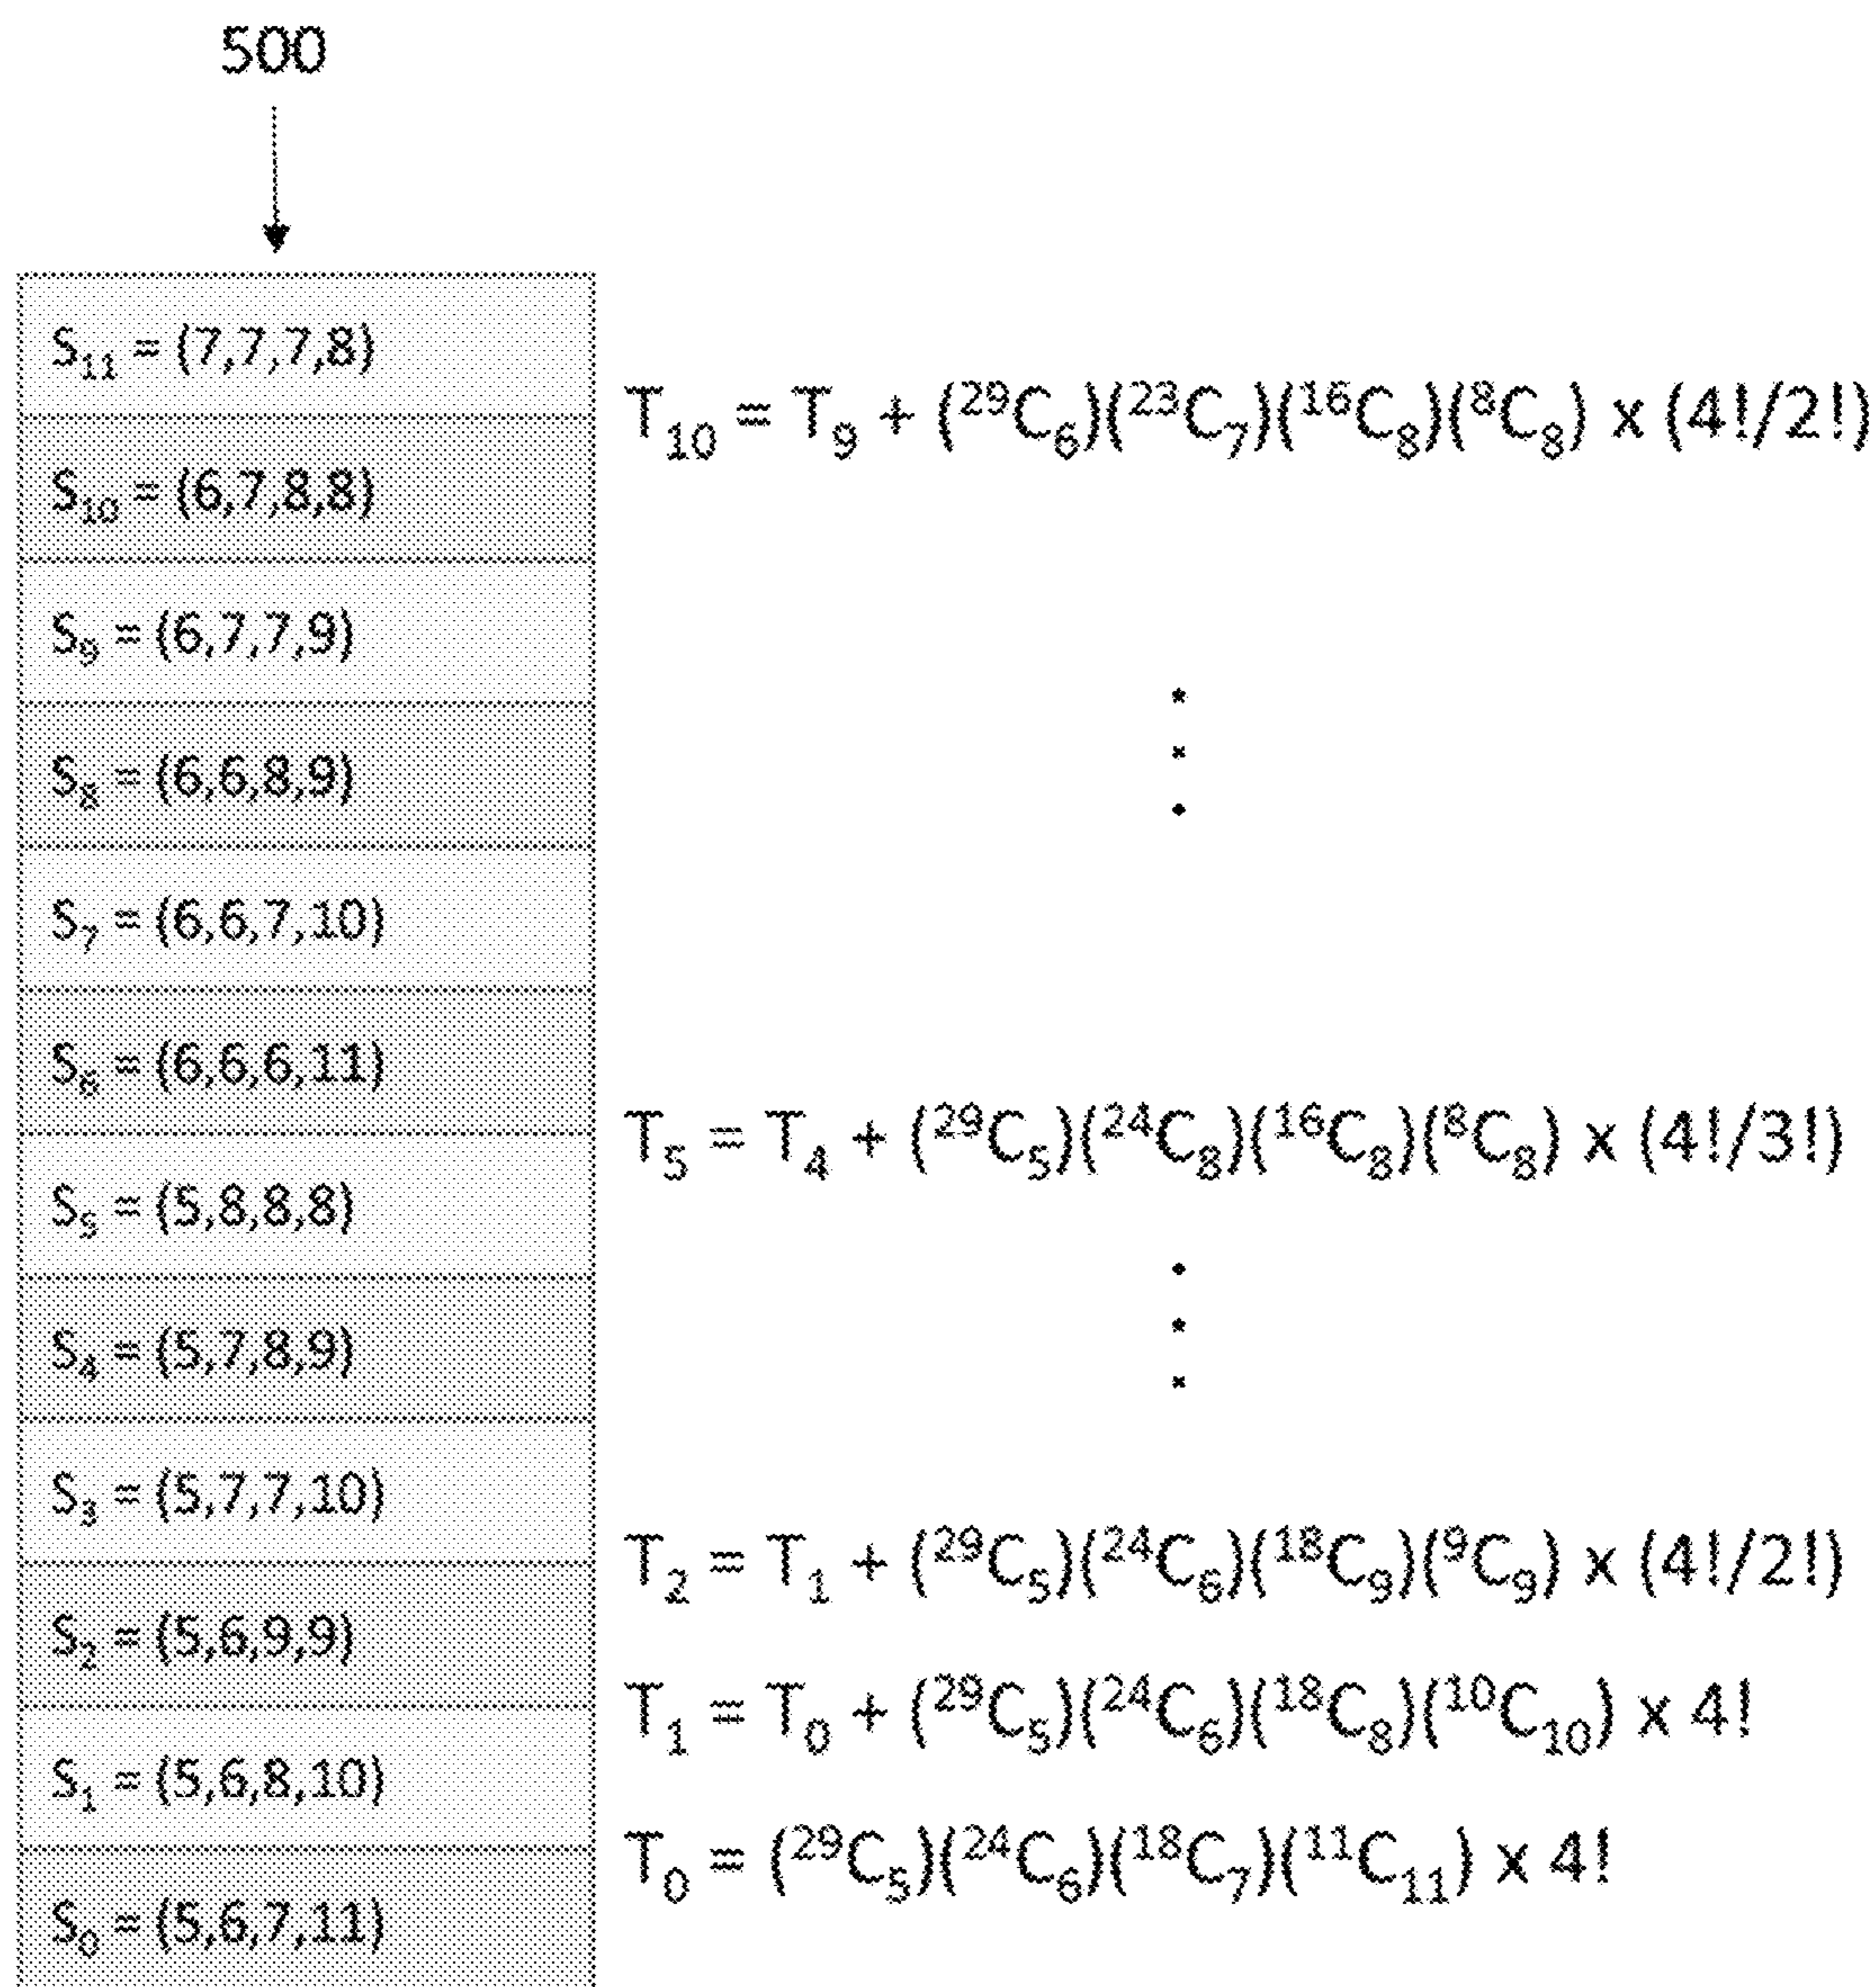 500
S₁₁ = (7,7,7,8)
T₁₀ = T₉ + (²⁹C₆)(²³C₇)(¹⁶C₈)(⁸C₈) x (4!/2!)
S₁₀ = (6,7,8,8)
S₉ = (6,7,7,9)
S₈ = (6,6,8,9)
S₇ = (6,6,7,10)
S₆ = (6,6,6,11)
T₅ = T₄ + (²⁹C₅)(²⁴C₈)(¹⁶C₈)(⁸C₈) x (4!/3!)
S₅ = (5,8,8,8)
S₄ = (5,7,8,9)
S₃ = (5,7,7,10)
T₂ = T₁ + (²⁹C₅)(²⁴C₆)(¹⁸C₉)(⁹C₉) x (4!/2!)
S₂ = (5,6,9,9)
T₁ = T₀ + (²⁹C₅)(²⁴C₆)(¹⁸C₈)(¹⁰C₁₀) x 4!
S₁ = (5,6,8,10)
T₀ = (²⁹C₅)(²⁴C₆)(¹⁸C₇)(¹¹C₁₁) x 4!
S₀ = (5,6,7,11)